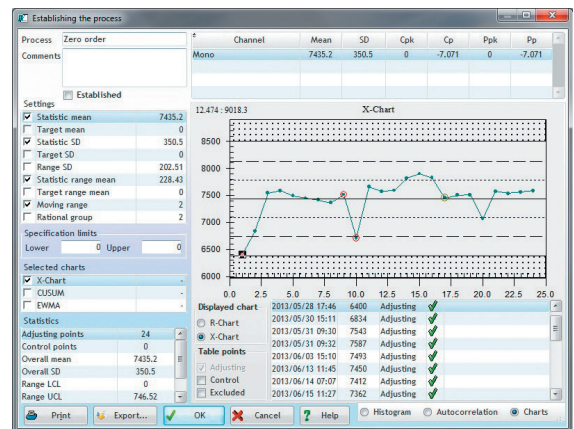 Establishing the process
Process Zero order
Comments
Established
Channel Mean SD Cpk Cp Ppk Pp
Mono 7435.2 350.5 0 -7.071 0 -7.071
Settings
Statistic mean 7435.2
Target mean 0
Statistic SD 350.5
Target SD 0
Range SD 202.51
Statistic range mean 228.43
Target range mean 0
Moving range 2
Rational group 2
Specification limits
Lower 0 Upper 0
Selected charts
X-Chart -
CUSUM -
EWMA -
Statistics
Adjusting points 24
Control points 0
Overall mean 7435.2
Overall SD 350.5
Range LCL 0
Range UCL 746.52
12.474 : 9018.3 X-Chart
8500
8000
7500
7000
6500
6000
0.0 2.5 5.0 7.5 10.0 12.5 15.0 17.5 20.0 22.5 25.0
Displayed chart
R-Chart
X-Chart
Table points
Adjusting
Control
Excluded
2013/05/28 17:46 6400 Adjusting
2013/05/30 15:11 6834 Adjusting
2013/05/31 09:30 7543 Adjusting
2013/05/31 09:32 7587 Adjusting
2013/06/03 15:10 7493 Adjusting
2013/06/13 11:45 7450 Adjusting
2013/06/14 07:07 7412 Adjusting
2013/06/15 11:27 7362 Adjusting
Print Export... OK Cancel ? Help Histogram Autocorrelation Charts